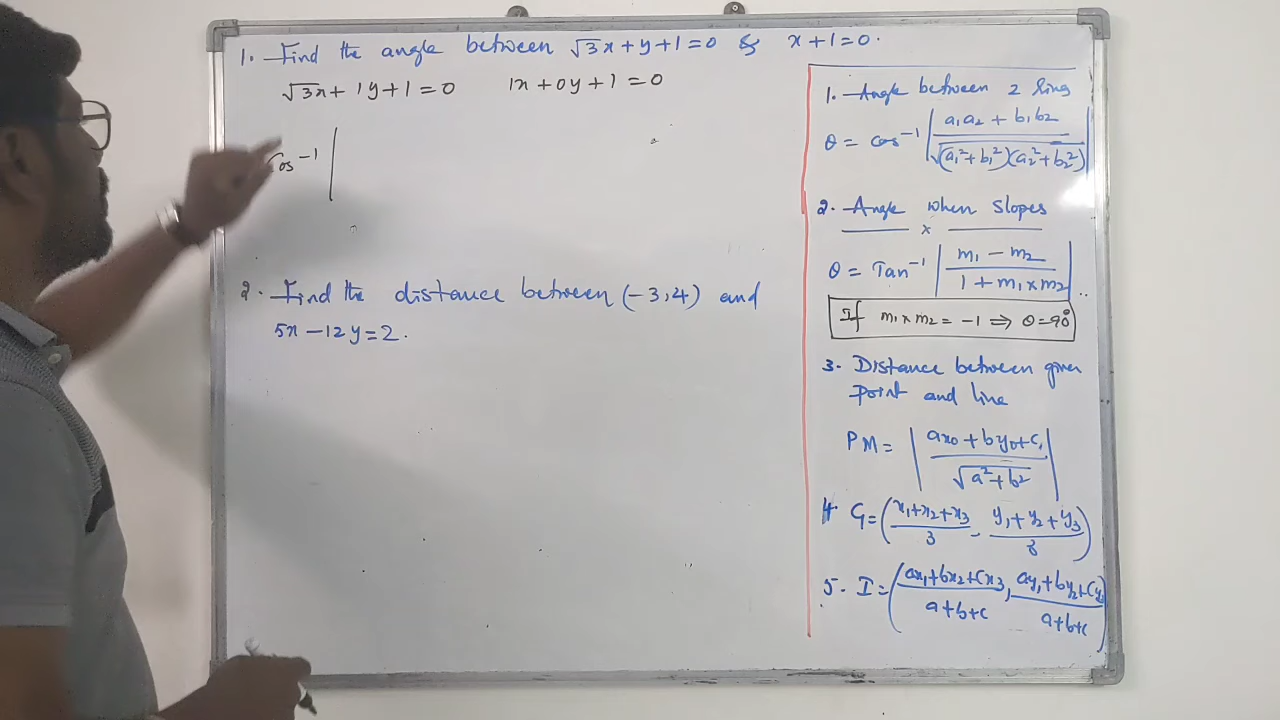 1. Find the angle between √3x+y+1=0 & x+1=0.
√3x+1y+1=0 1x+0y+1=0
Cos⁻¹ |
2. Find the distance between (-3,4) and
5x-12y=2.
1. Angle between 2 lines
θ = cos⁻¹ | a₁a₂ + b₁b₂ / √(a₁²+b₁²)(a₂²+b₂²) |
2. Angle when slopes
x
θ = Tan⁻¹ | m₁ - m₂ / 1+m₁×m₂ | ..
If m₁×m₂ = -1 ⇒ θ=90°
3. Distance between given
point and line
PM = | ax₀+by₀+c₁ / √a²+b² |
4. G=( x₁+x₂+x₃ / 3 , y₁+y₂+y₃ / 3 )
5. I=( ax₁+bx₂+cx₃ / a+b+c , ay₁+by₂+cy₃ / a+b+c )